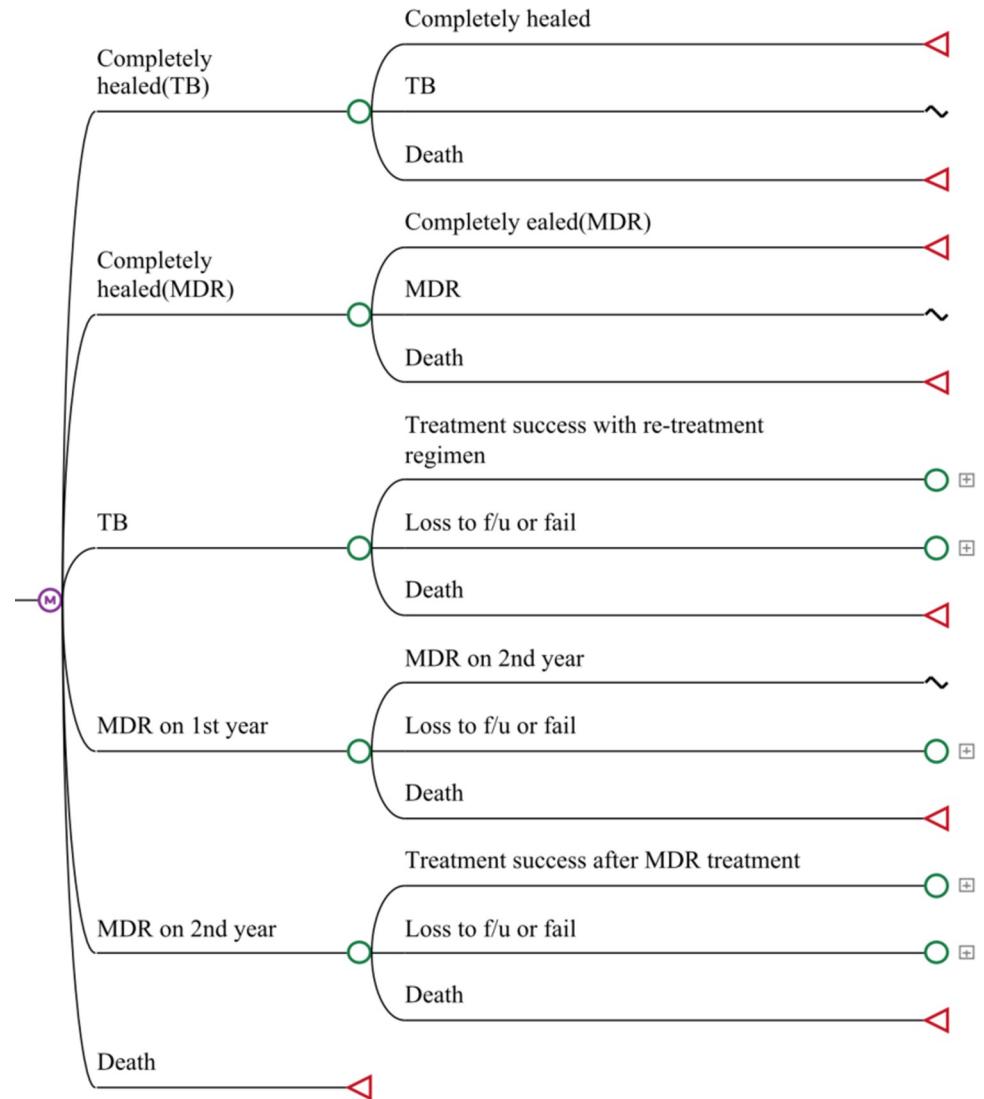 Completely healed
Completely
healed(TB)
TB
Death
Completely ealed(MDR)
Completely
healed(MDR)
MDR
Death
Treatment success with re-treatment
regimen
TB
Loss to f/u or fail
Death
M
MDR on 2nd year
MDR on 1st year
Loss to f/u or fail
Death
Treatment success after MDR treatment
MDR on 2nd year
Loss to f/u or fail
Death
Death